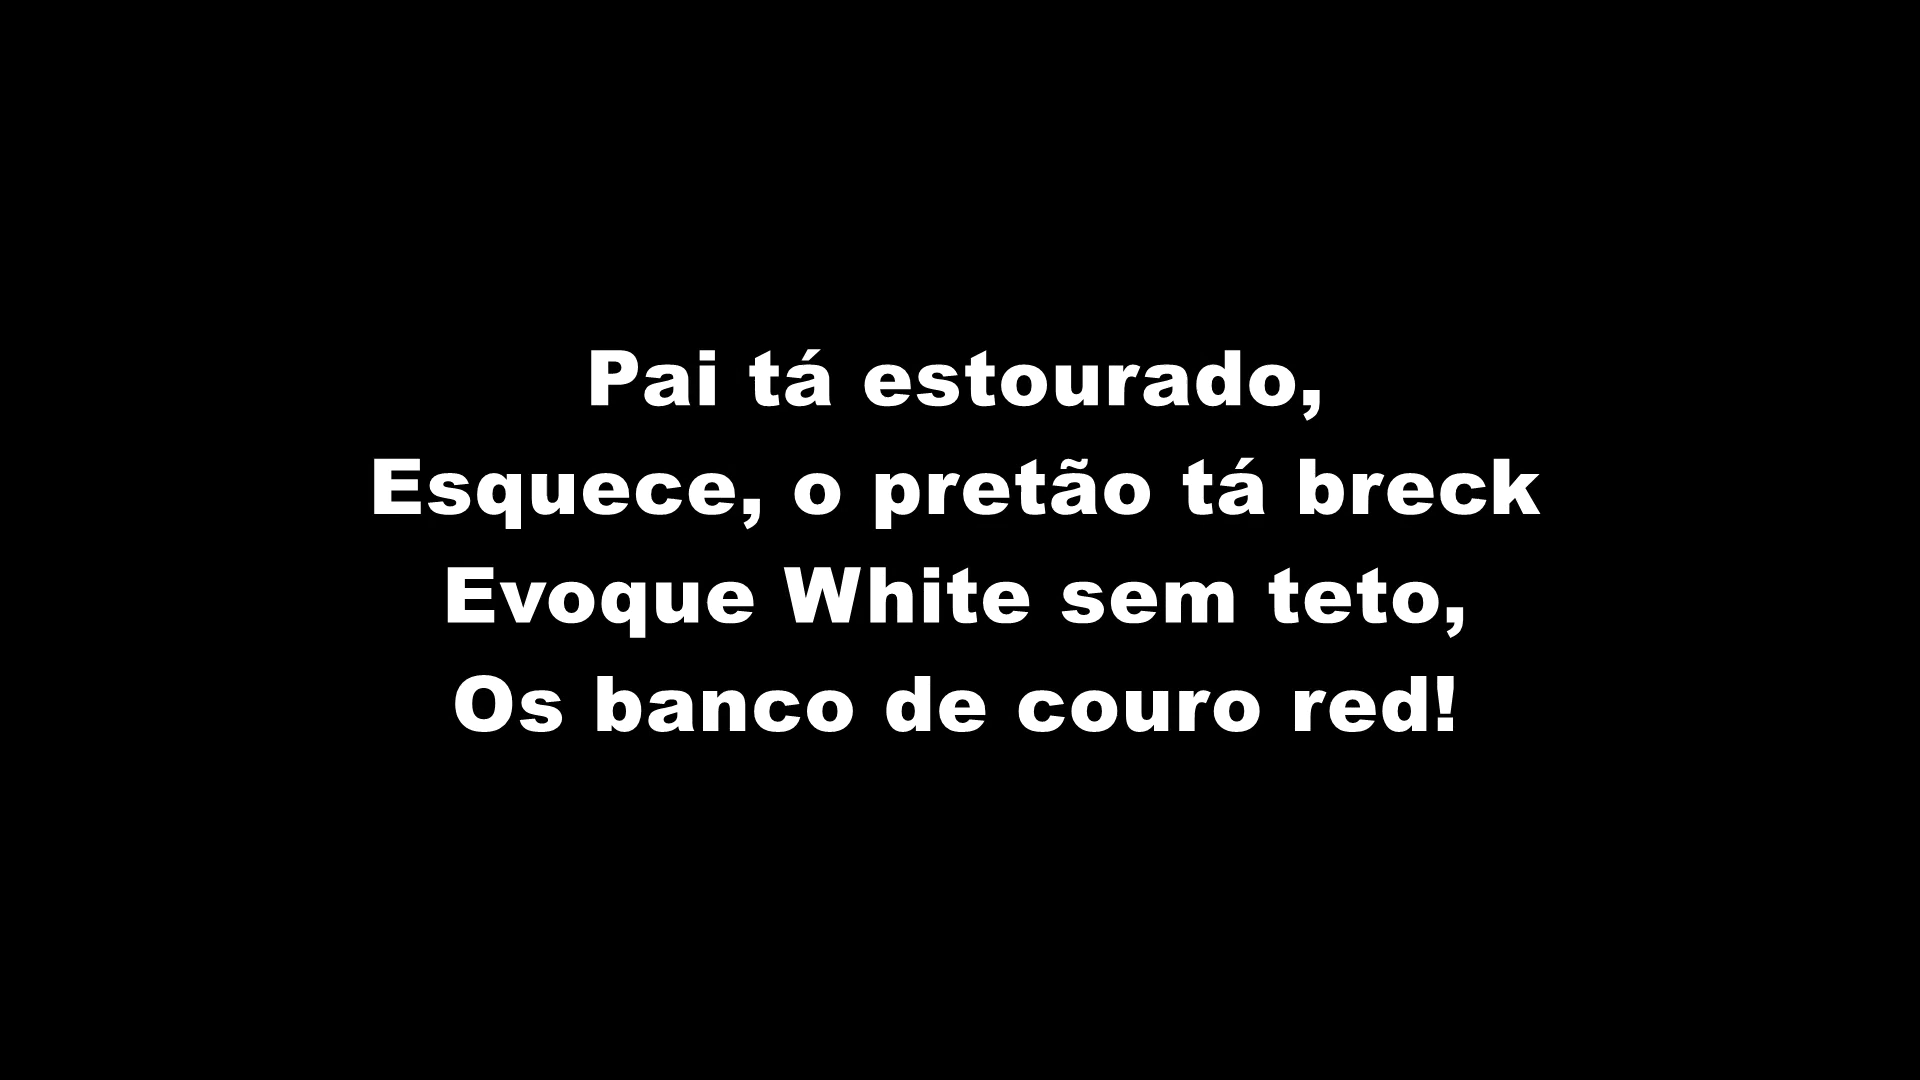 Pai tá estourado,
Esquece, o pretão tá breck
Evoque White sem teto,
Os banco de couro red!